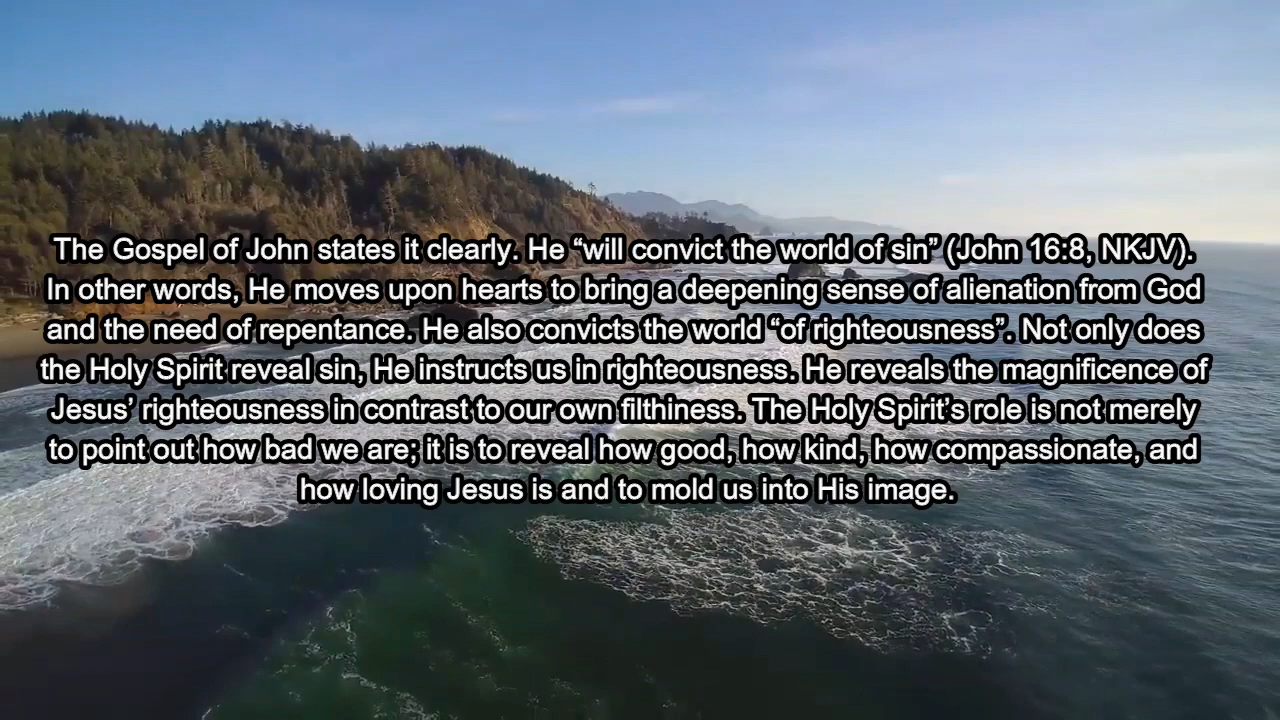 The Gospel of John states it clearly. He “will convict the world of sin” (John 16:8, NKJV).
In other words, He moves upon hearts to bring a deepening sense of alienation from God
and the need of repentance. He also convicts the world “of righteousness”. Not only does
the Holy Spirit reveal sin, He instructs us in righteousness. He reveals the magnificence of
Jesus’ righteousness in contrast to our own filthiness. The Holy Spirit’s role is not merely
to point out how bad we are; it is to reveal how good, how kind, how compassionate, and
how loving Jesus is and to mold us into His image.